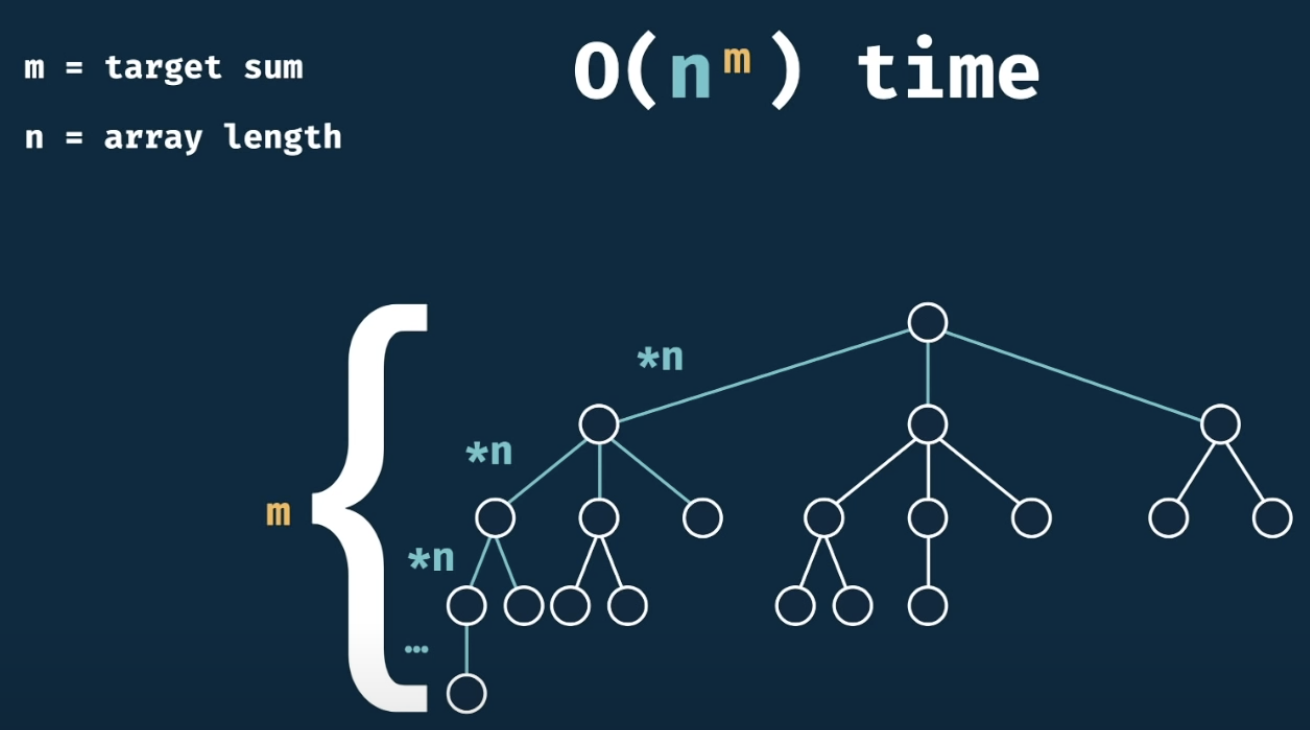 m = target sum
O(nᵐ) time
n = array length
*n
*n
m
*n
...